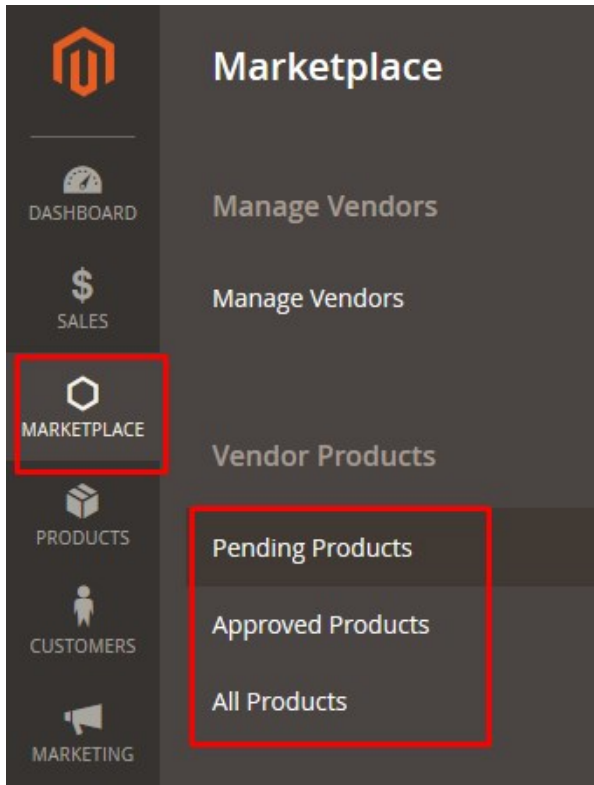 Marketplace
DASHBOARD
Manage Vendors
SALES
Manage Vendors
MARKETPLACE
Vendor Products
PRODUCTS
Pending Products
Approved Products
CUSTOMERS
All Products
MARKETING